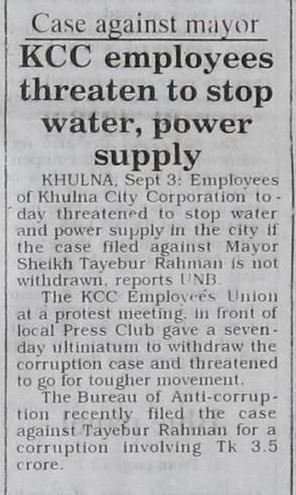 Case against mayor
KCC employees
threaten to stop
water, power
supply
KHULNA, Sept 3: Employees
of Khulna City Corporation to-
day threatened to stop water
and power supply in the city if
the case filed against Mayor
Sheikh Tayebur Rahman is not
withdrawn, reports UNB.
The KCC Employees Union
at a protest meeting, in front of
local Press Club gave a seven-
day ultimatum to withdraw the
corruption case and threatened
to go for tougher movement.
The Bureau of Anti-corrup-
tion recently filed the case
against Tayebur Rahman for a
corruption involving Tk 3.5
crore.